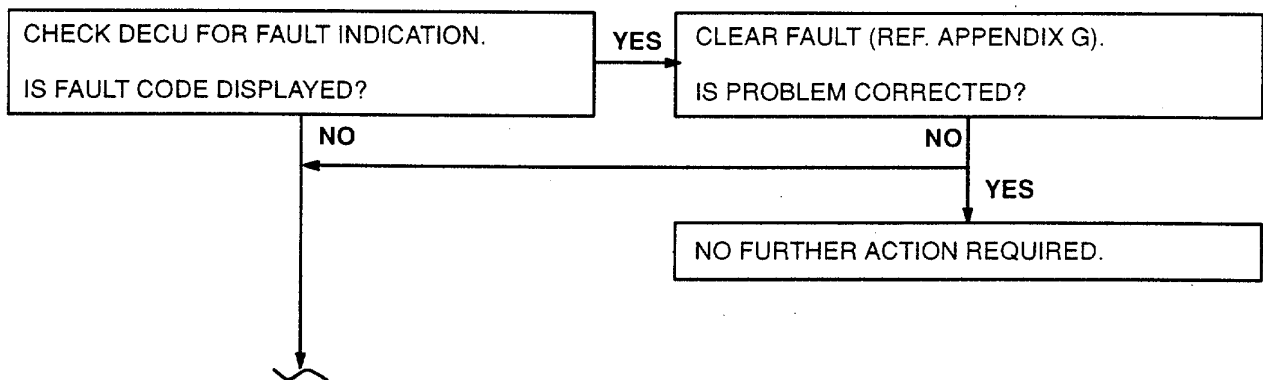 CHECK DECU FOR FAULT INDICATION.
IS FAULT CODE DISPLAYED?
YES
CLEAR FAULT (REF. APPENDIX G).
IS PROBLEM CORRECTED?
NO
NO
YES
NO FURTHER ACTION REQUIRED.